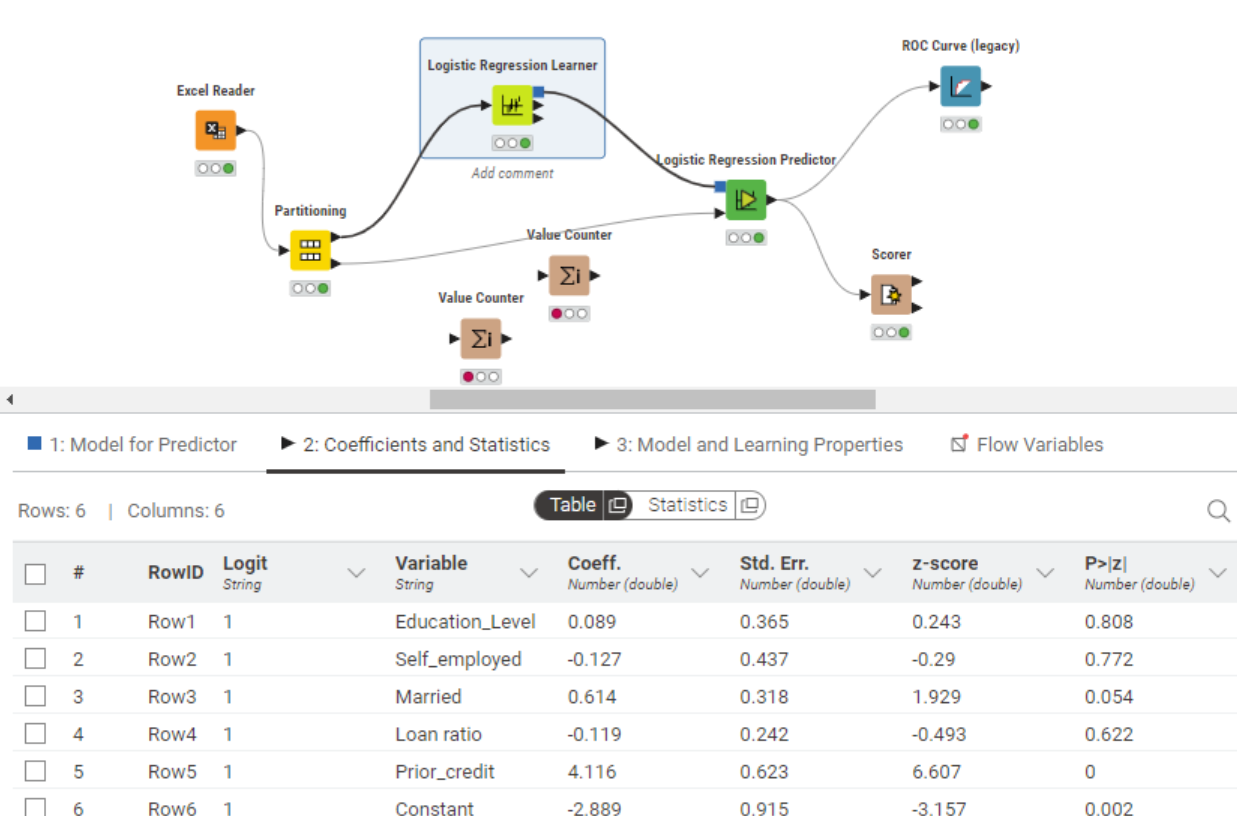 ROC Curve (legacy)
Logistic Regression Learner
Excel Reader
Add comment
Logistic Regression Predictor
Partitioning
Value Counter
Scorer
Value Counter
1: Model for Predictor 2: Coefficients and Statistics 3: Model and Learning Properties Flow Variables
Rows: 6 | Columns: 6 Table Statistics
# RowID Logit Variable Coeff. Std. Err. z-score P>|z|
String String Number (double) Number (double) Number (double) Number (double)
1 Row1 1 Education_Level 0.089 0.365 0.243 0.808
2 Row2 1 Self_employed -0.127 0.437 -0.29 0.772
3 Row3 1 Married 0.614 0.318 1.929 0.054
4 Row4 1 Loan ratio -0.119 0.242 -0.493 0.622
5 Row5 1 Prior_credit 4.116 0.623 6.607 0
6 Row6 1 Constant -2.889 0.915 -3.157 0.002